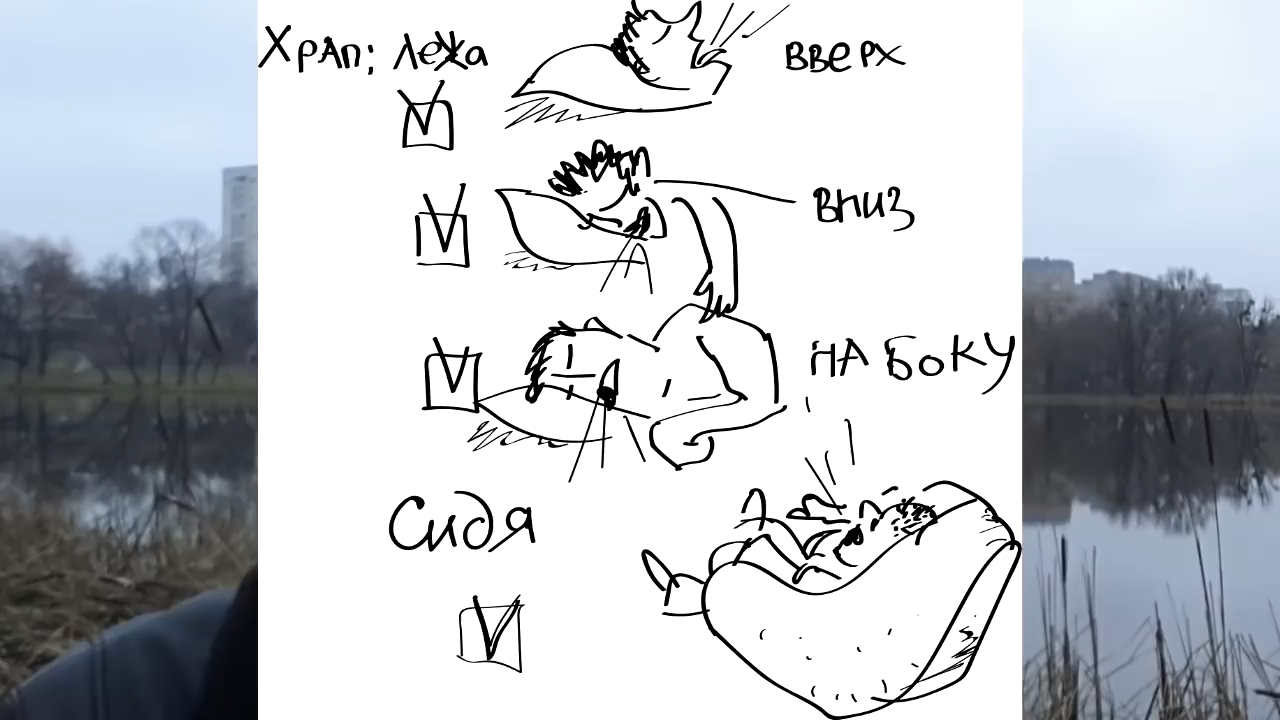 Храп; лежа
вверх
вниз
на боку
Сидя